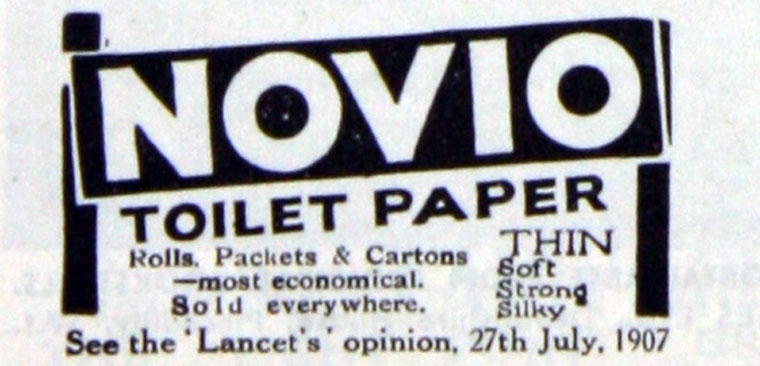 NOVIO
TOILET PAPER
Rolls, Packets & Cartons
—most economical.
Sold everywhere.
THIN
Soft
Strong
Silky
See the 'Lancet's' opinion, 27th July, 1907